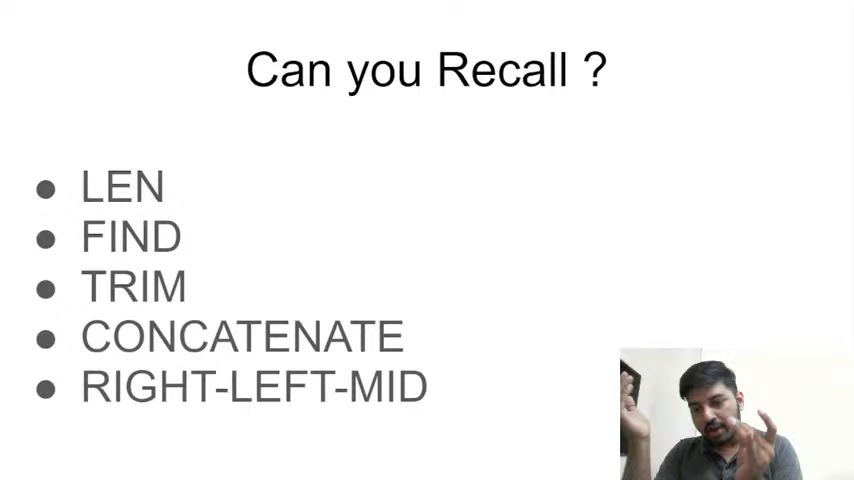 Can you Recall ?
● LEN
● FIND
● TRIM
● CONCATENATE
● RIGHT-LEFT-MID